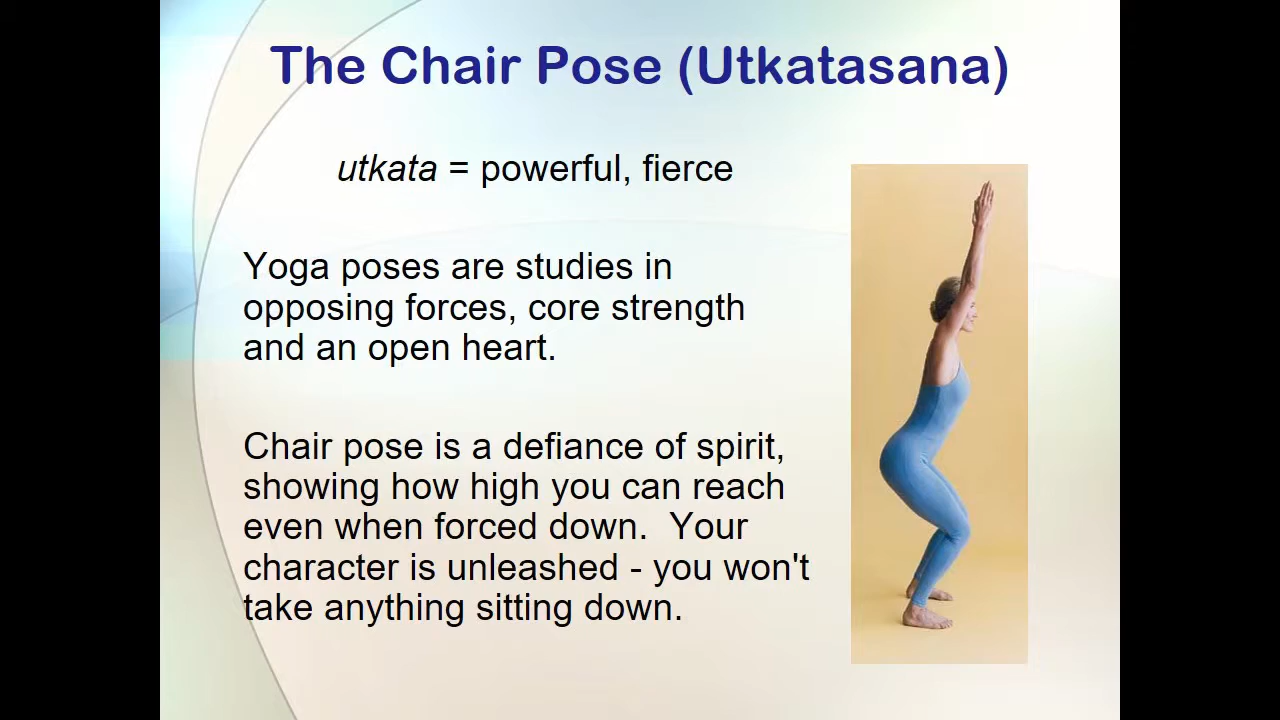 The Chair Pose (Utkatasana)
utkata = powerful, fierce
Yoga poses are studies in
opposing forces, core strength
and an open heart.
Chair pose is a defiance of spirit,
showing how high you can reach
even when forced down.  Your
character is unleashed - you won't
take anything sitting down.